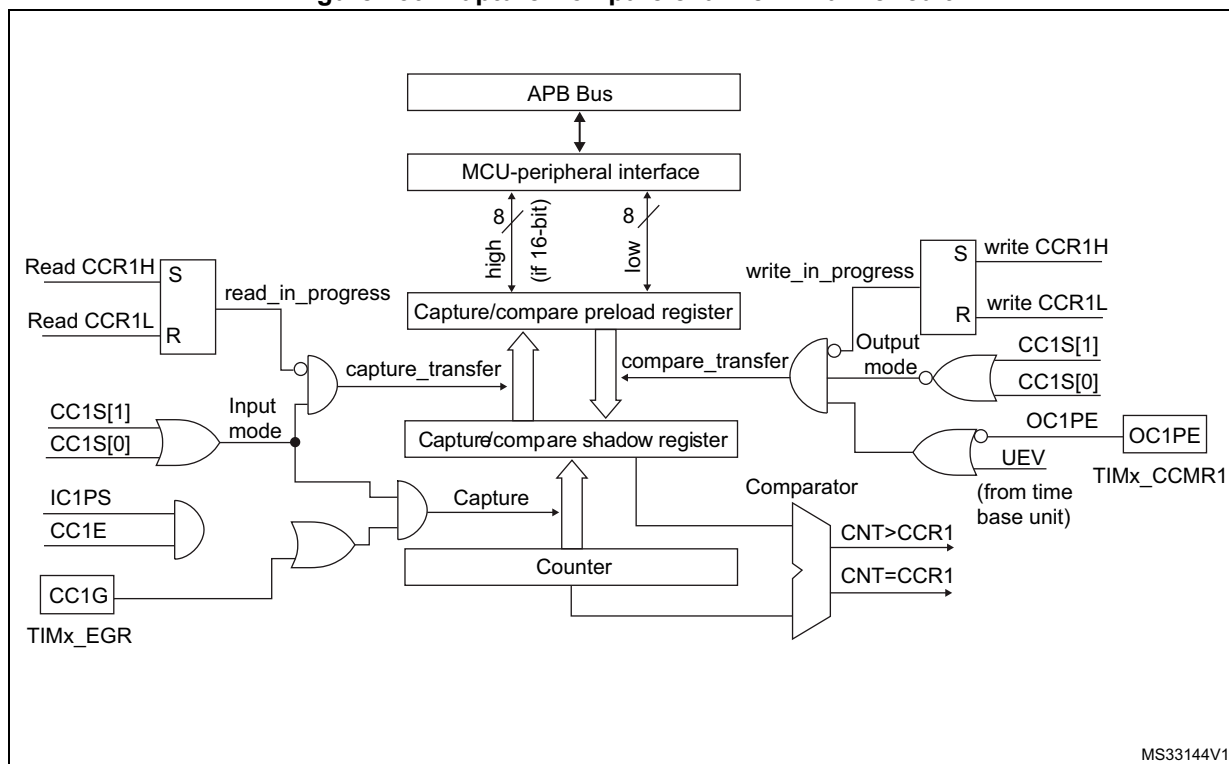 APB Bus
MCU-peripheral interface
8
high
(if 16-bit)
8
low
Read CCR1H
S
read_in_progress
Read CCR1L
R
write_in_progress
S
write CCR1H
R
write CCR1L
Capture/compare preload register
capture_transfer
compare_transfer
Output
mode
CC1S[1]
CC1S[0]
CC1S[1]
CC1S[0]
Input
mode
Capture/compare shadow register
OC1PE
OC1PE
UEV
TIMx_CCMR1
(from time
base unit)
IC1PS
CC1E
Capture
Comparator
CNT>CCR1
Counter
CNT=CCR1
CC1G
TIMx_EGR
MS33144V1